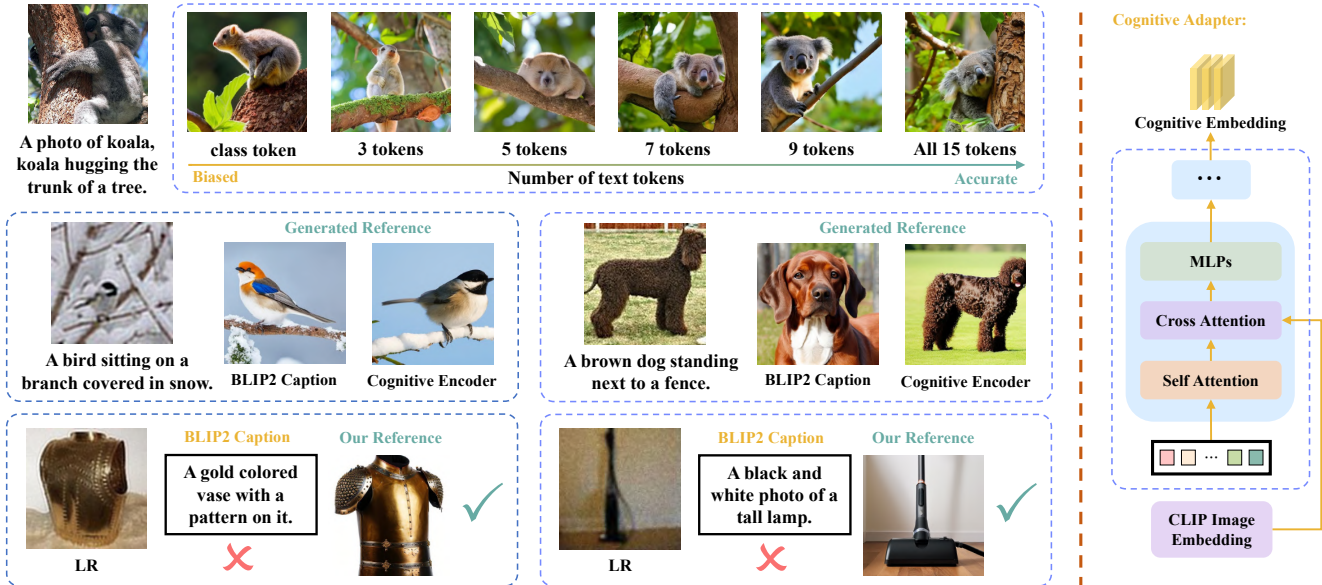 A photo of koala,
koala hugging the
trunk of a tree.
class token
3 tokens
5 tokens
7 tokens
9 tokens
All 15 tokens
Biased
Number of text tokens
Accurate
Generated Reference
A bird sitting on a
branch covered in snow.
BLIP2 Caption
Cognitive Encoder
Generated Reference
A brown dog standing
next to a fence.
BLIP2 Caption
Cognitive Encoder
LR
BLIP2 Caption
A gold colored
vase with a
pattern on it.
Our Reference
LR
BLIP2 Caption
A black and
white photo of a
tall lamp.
Our Reference
Cognitive Adapter:
Cognitive Embedding
...
MLPs
Cross Attention
Self Attention
...
CLIP Image
Embedding